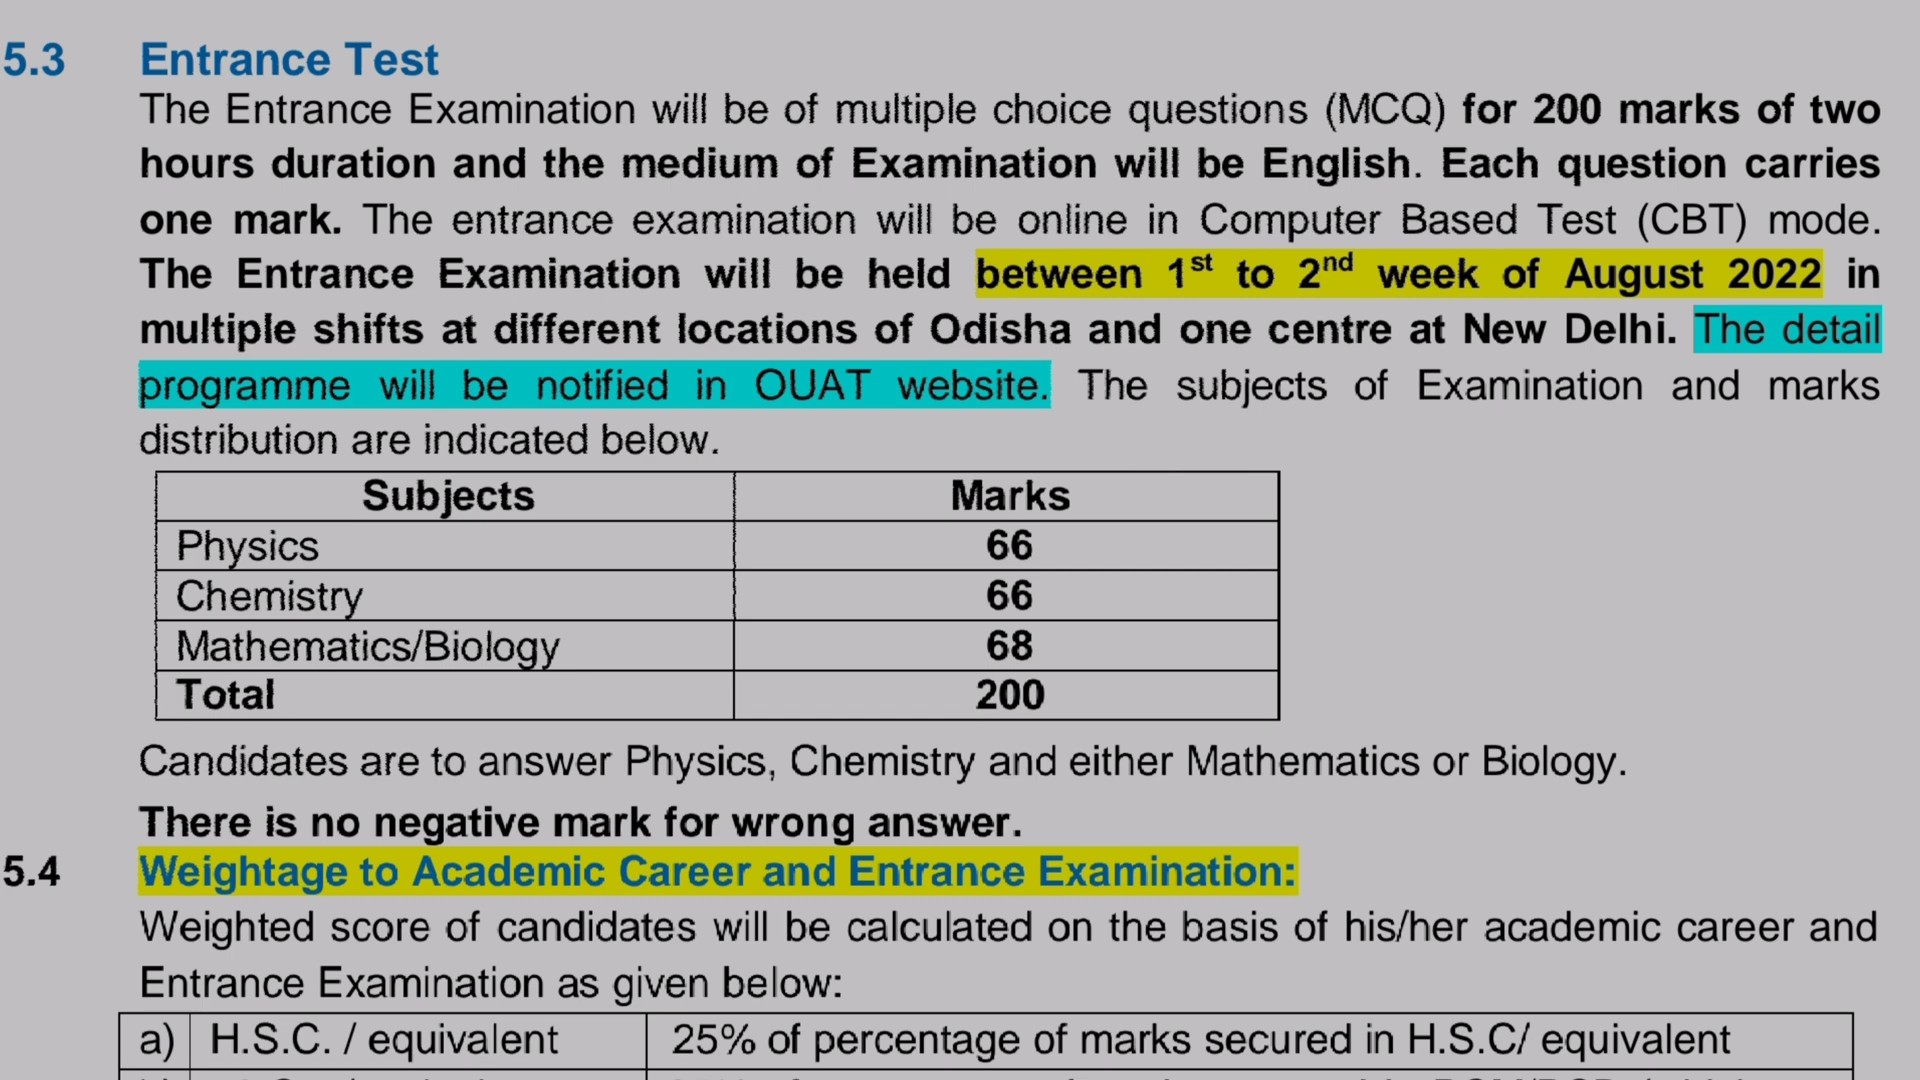 5.3 Entrance Test
The Entrance Examination will be of multiple choice questions (MCQ) for 200 marks of two
hours duration and the medium of Examination will be English. Each question carries
one mark. The entrance examination will be online in Computer Based Test (CBT) mode.
The Entrance Examination will be held between 1st to 2nd week of August 2022 in
multiple shifts at different locations of Odisha and one centre at New Delhi. The detail
programme will be notified in OUAT website. The subjects of Examination and marks
distribution are indicated below.
Subjects Marks
Physics 66
Chemistry 66
Mathematics/Biology 68
Total 200
Candidates are to answer Physics, Chemistry and either Mathematics or Biology.
There is no negative mark for wrong answer.
5.4 Weightage to Academic Career and Entrance Examination:
Weighted score of candidates will be calculated on the basis of his/her academic career and
Entrance Examination as given below:
a) H.S.C. / equivalent 25% of percentage of marks secured in H.S.C/ equivalent